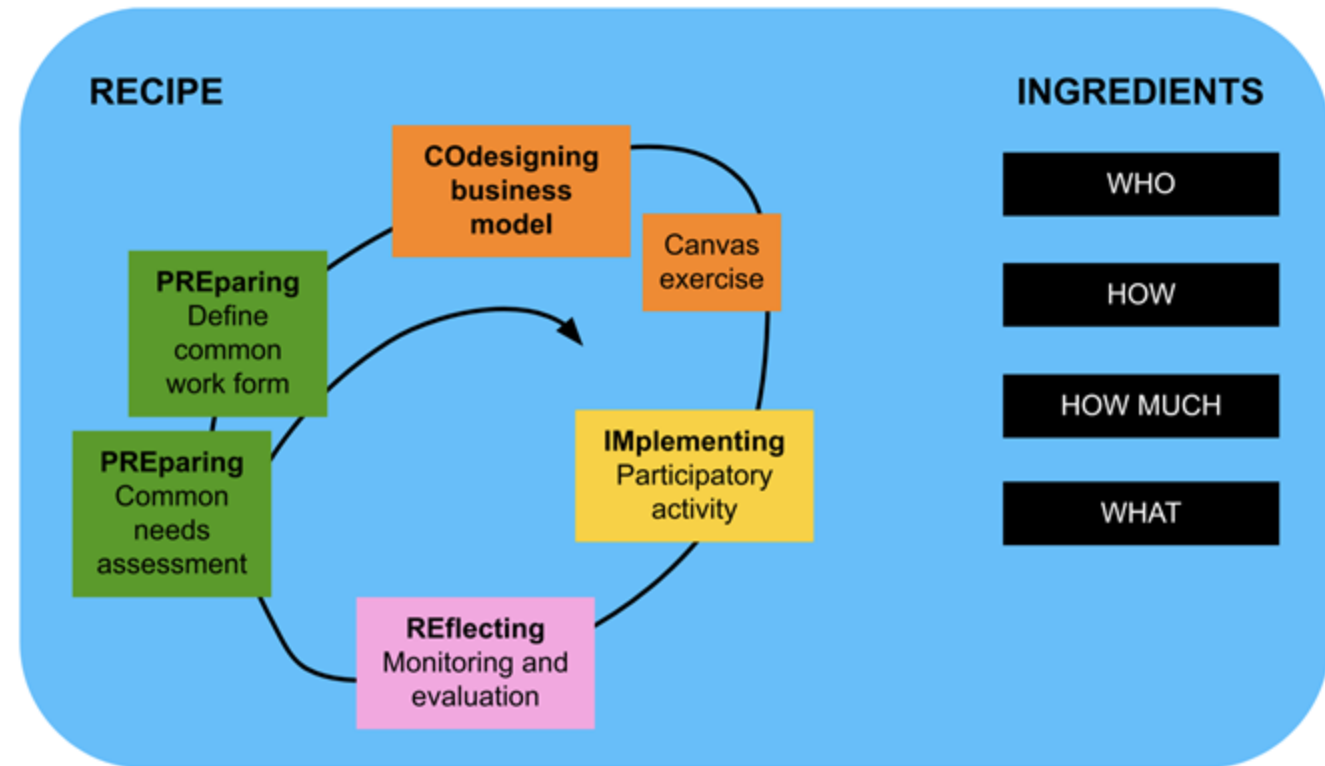 RECIPE
COdesigning
business
model
Canvas
exercise
PREparing
Define
common
work form
PREparing
Common
needs
assessment
IMplementing
Participatory
activity
REflecting
Monitoring and
evaluation
INGREDIENTS
WHO
HOW
HOW MUCH
WHAT